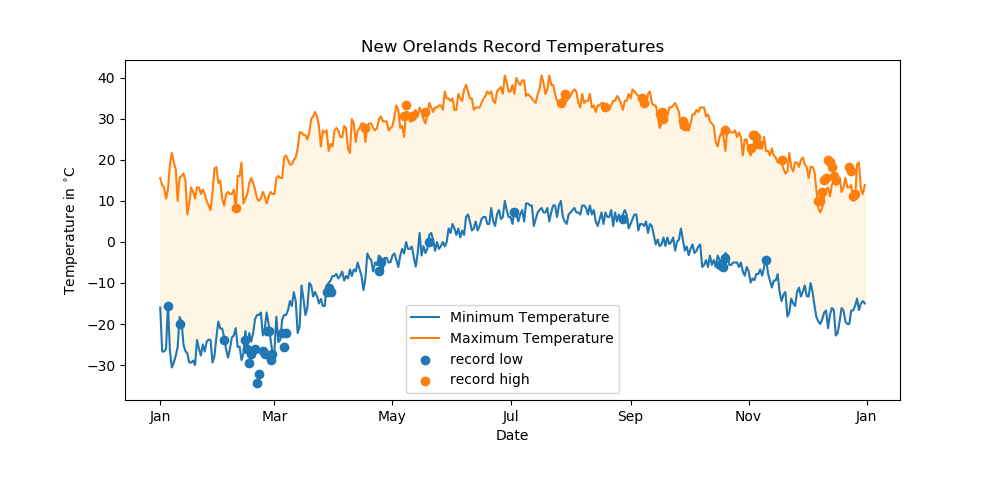 New Orelands Record Temperatures
Temperature in °C
40
30
20
10
0
−10
−20
−30
Minimum Temperature
Maximum Temperature
record low
record high
Jan Mar May Jul Sep Nov Jan
Date